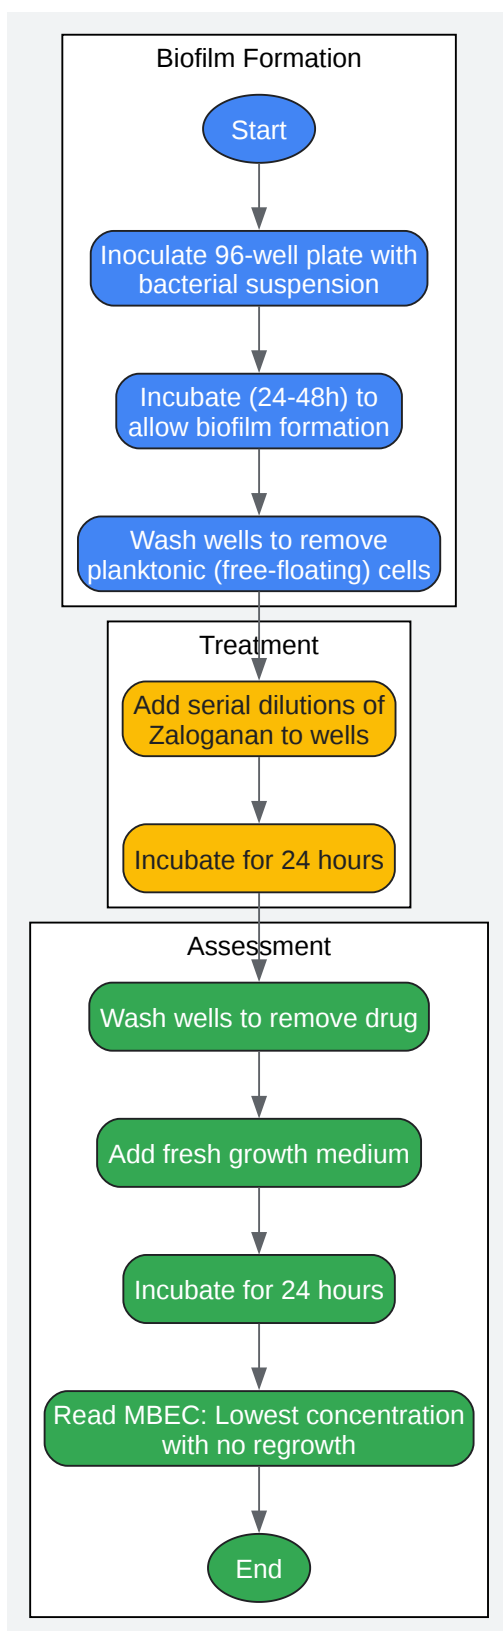 Biofilm Formation
Start
Inoculate 96-well plate with
bacterial suspension
Incubate (24-48h) to
allow biofilm formation
Wash wells to remove
planktonic (free-floating) cells
Treatment
Add serial dilutions of
Zaloganan to wells
Incubate for 24 hours
Assessment
Wash wells to remove drug
Add fresh growth medium
Incubate for 24 hours
Read MBEC: Lowest concentration
with no regrowth
End